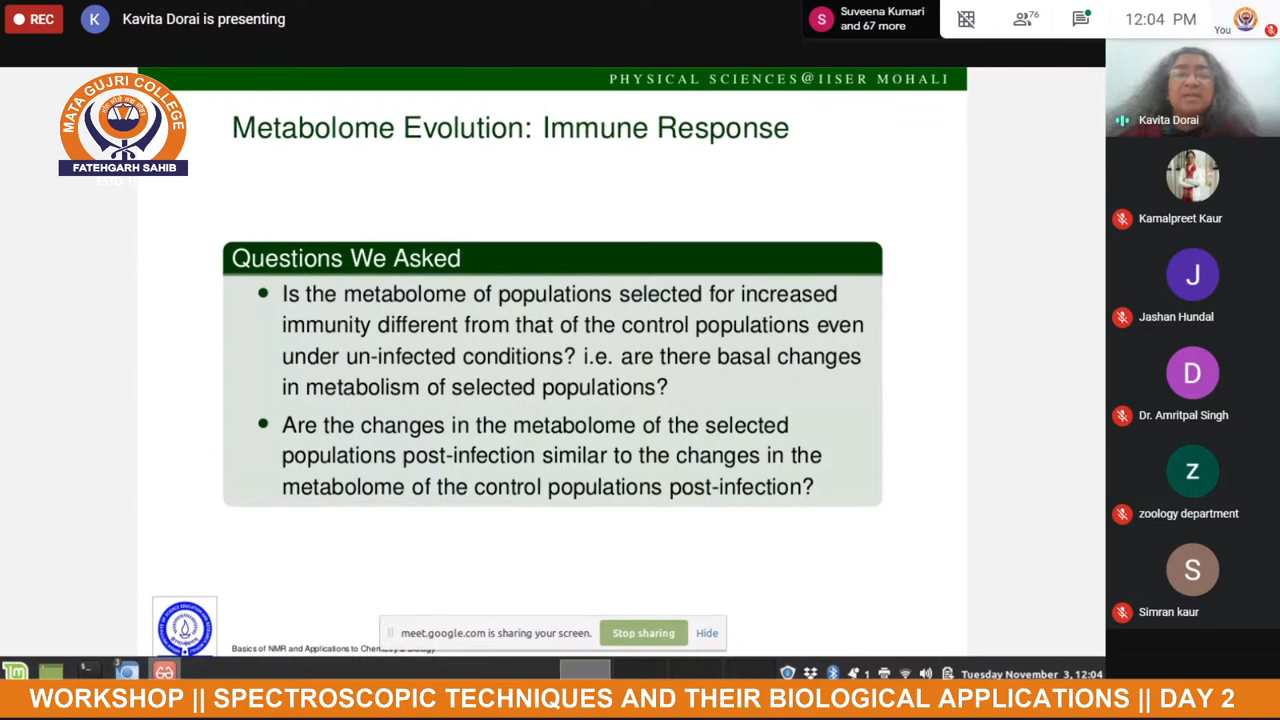 REC
K
Kavita Dorai is presenting
S
Suveena Kumari
and 67 more
76
12:04 PM
You
PHYSICAL SCIENCES@IISER MOHALI
MATA GUJRI COLLEGE
FATEHGARH SAHIB
Metabolome Evolution: Immune Response
Questions We Asked
Is the metabolome of populations selected for increased
immunity different from that of the control populations even
under un-infected conditions? i.e. are there basal changes
in metabolism of selected populations?
Are the changes in the metabolome of the selected
populations post-infection similar to the changes in the
metabolome of the control populations post-infection?
Kavita Dorai
Kamalpreet Kaur
J
Jashan Hundal
D
Dr. Amritpal Singh
z
zoology department
S
Simran kaur
meet.google.com is sharing your screen.
Stop sharing
Hide
Basics of NMR and Applications to Chemistry & Biology
3
1
Tuesday November 3, 12:04
WORKSHOP || SPECTROSCOPIC TECHNIQUES AND THEIR BIOLOGICAL APPLICATIONS || DAY 2